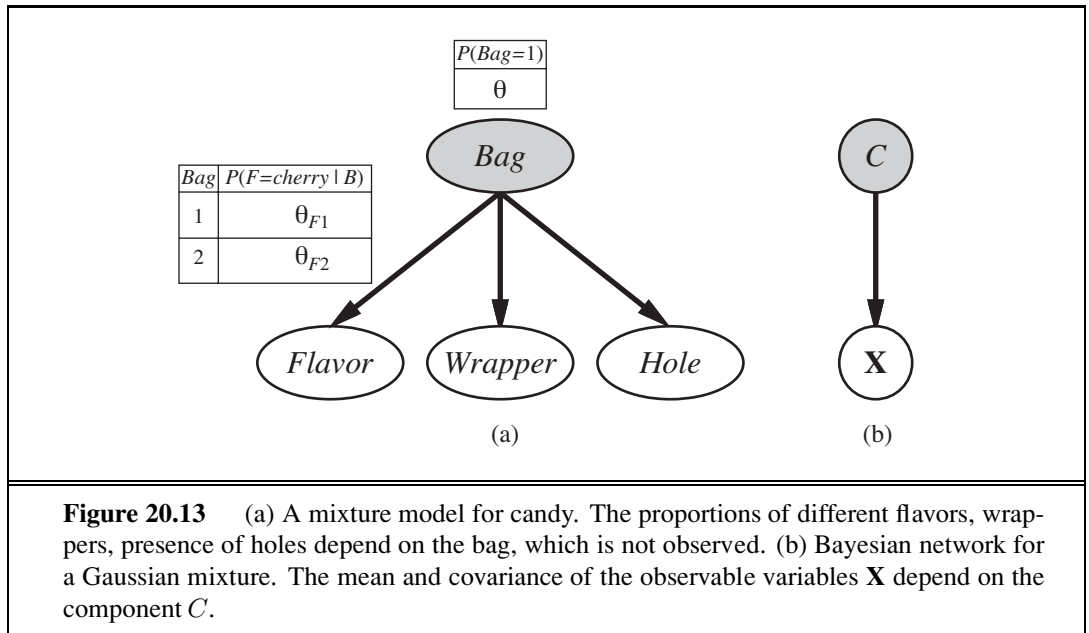 P(Bag=1)
θ
Bag
C
Bag P(F=cherry | B)
1 θF1
2 θF2
Flavor
Wrapper
Hole
X
(a)
(b)
Figure 20.13 (a) A mixture model for candy. The proportions of different flavors, wrap-
pers, presence of holes depend on the bag, which is not observed. (b) Bayesian network for
a Gaussian mixture. The mean and covariance of the observable variables X depend on the
component C.